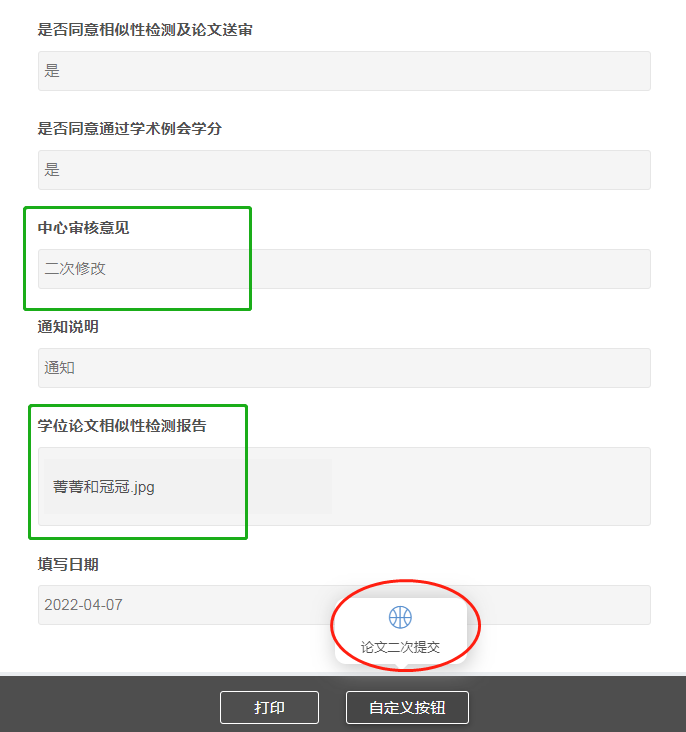 是否同意相似性检测及论文送审
是
是否同意通过学术例会学分
是
中心审核意见
二次修改
通知说明
通知
学位论文相似性检测报告
菁菁和冠冠.jpg
填写日期
2022-04-07
论文二次提交
打印
自定义按钮